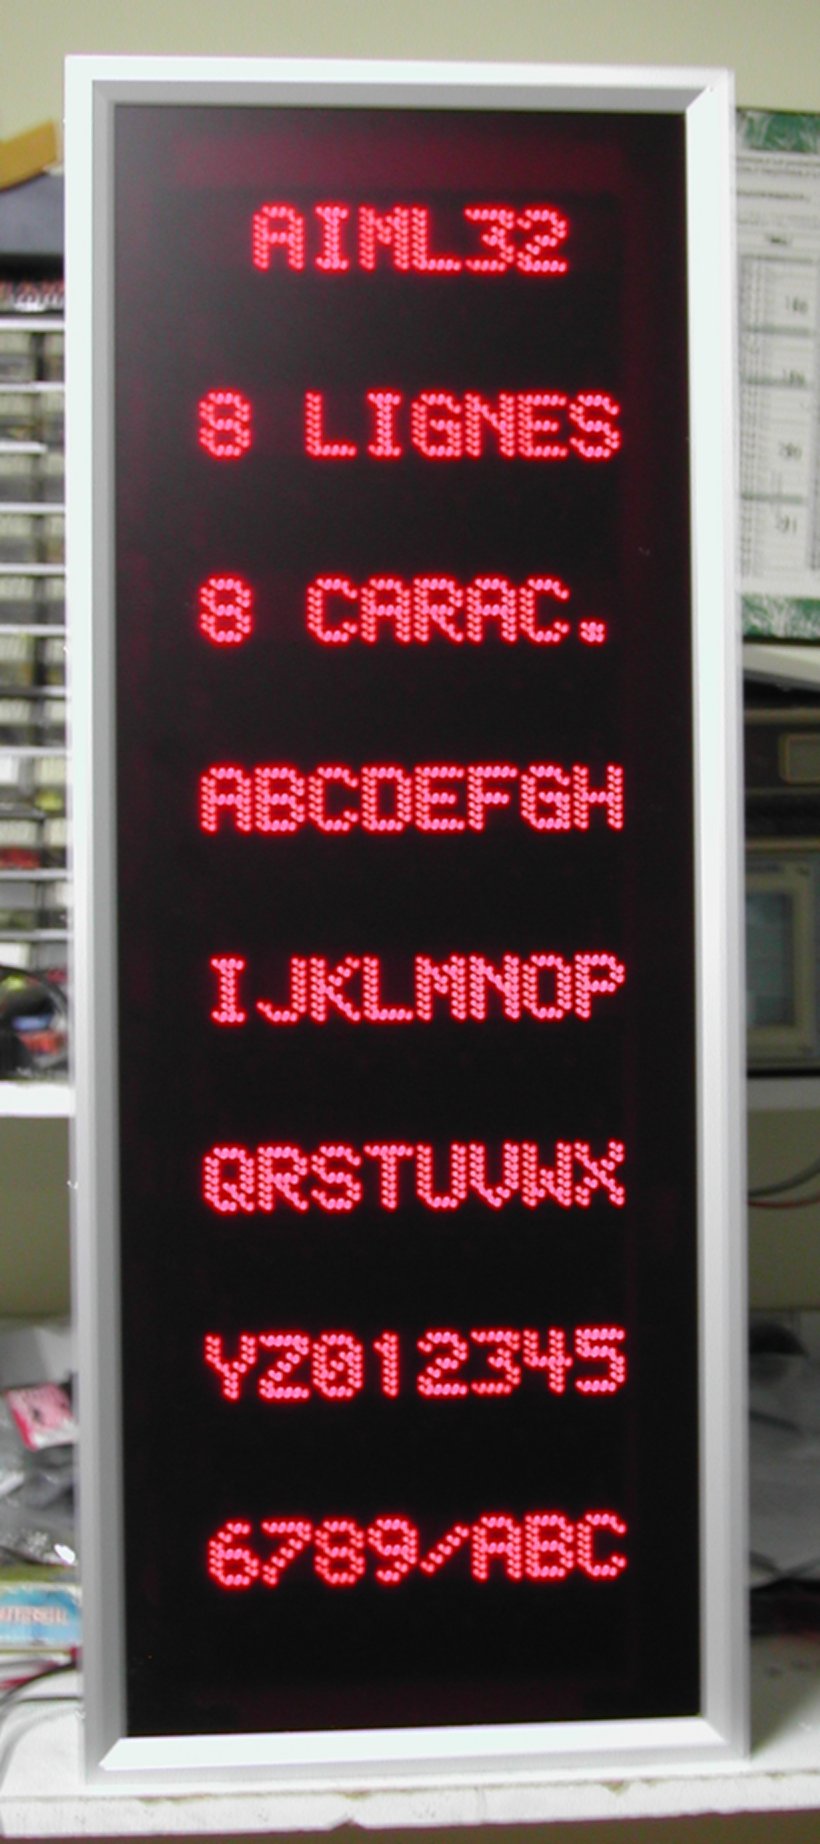 AIML32
8 LIGNES
8 CARAC.
ABCDEFGH
IJKLMNOP
QRSTUVWX
YZ012345
6789/ABC